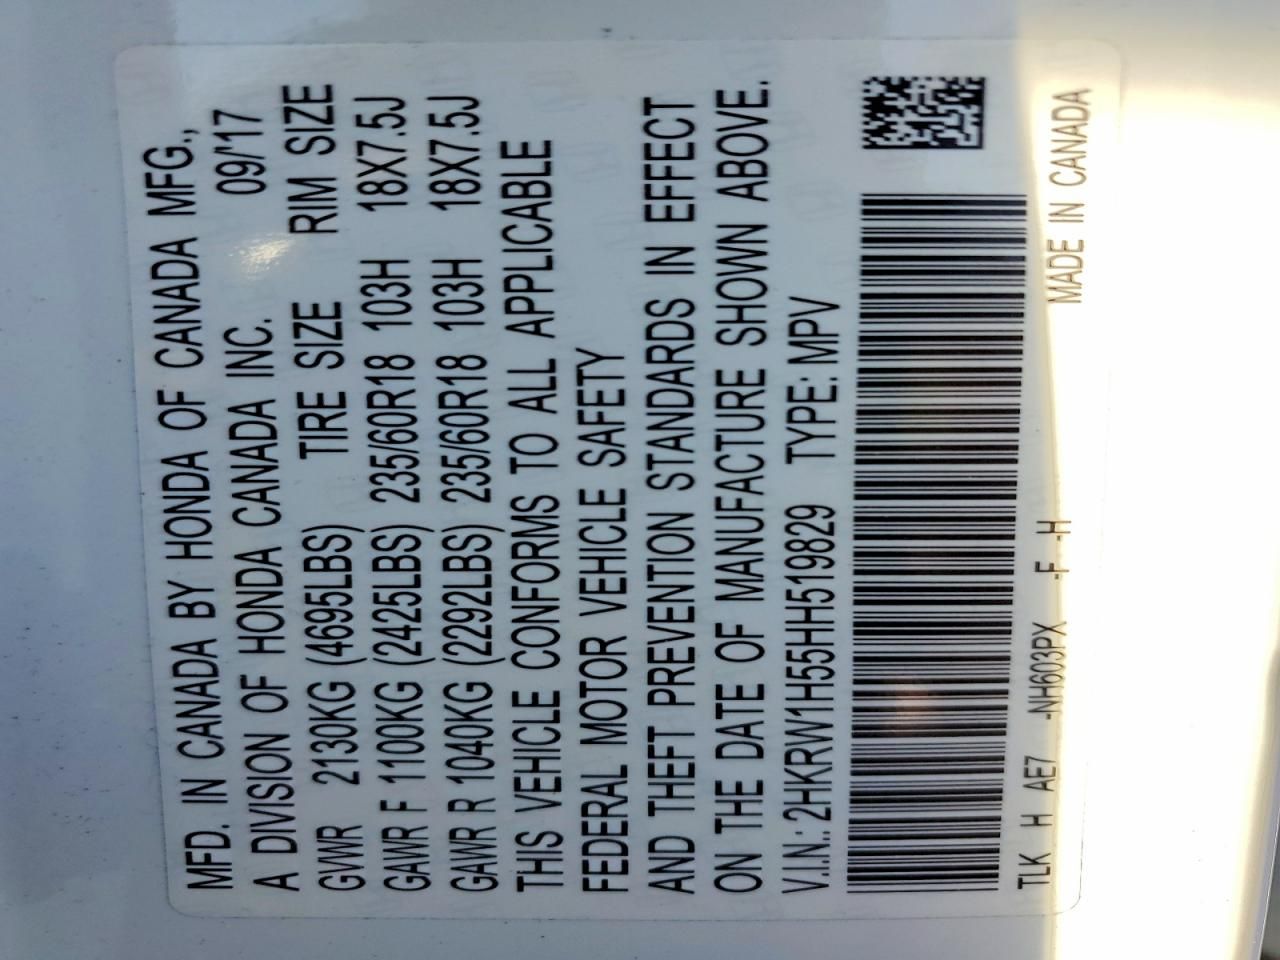 MFD. IN CANADA BY HONDA OF CANADA MFG.,
A DIVISION OF HONDA CANADA INC. 09/'17
GVWR 2130KG (4695LBS) TIRE SIZE RIM SIZE
GAWR F 1100KG (2425LBS) 235/60R18 103H 18X7.5J
GAWR R 1040KG (2292LBS) 235/60R18 103H 18X7.5J
THIS VEHICLE CONFORMS TO ALL APPLICABLE
FEDERAL MOTOR VEHICLE SAFETY
AND THEFT PREVENTION STANDARDS IN EFFECT
ON THE DATE OF MANUFACTURE SHOWN ABOVE.
V.I.N.: 2HKRW1H55HH519829 TYPE: MPV
TLK H AE7 -NH603PX -F -H MADE IN CANADA